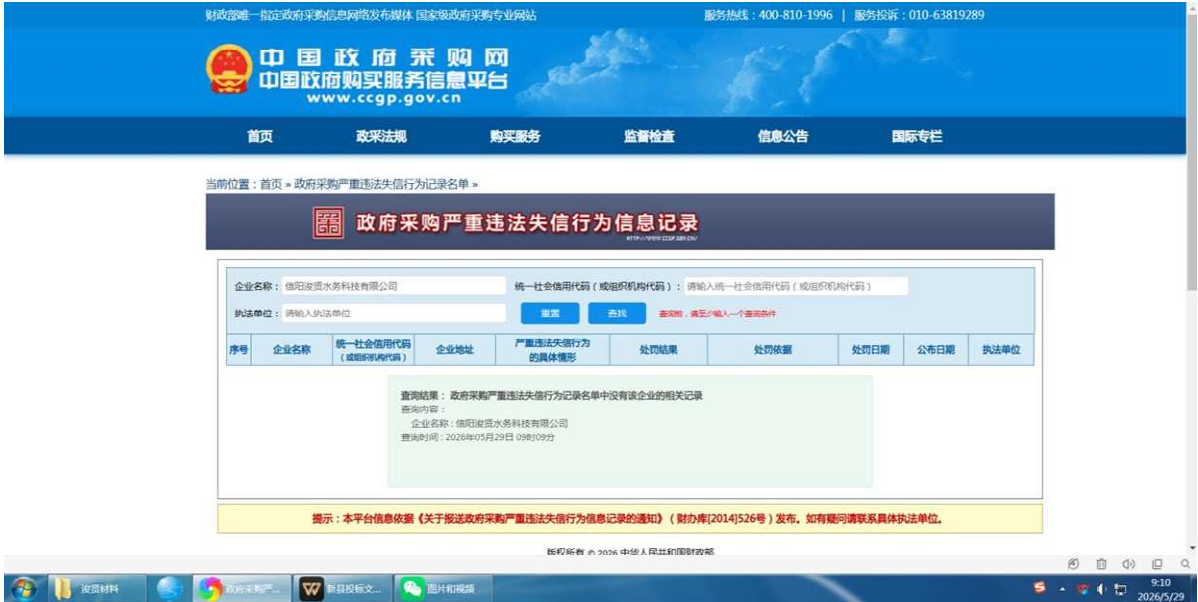 财政部唯一指定政府采购信息网络发布媒体 国家级政府采购专业网站
服务热线：400-810-1996 | 服务投诉：010-63819289
中国政府采购网
中国政府购买服务信息平台
www.ccgp.gov.cn
首页 政采法规 购买服务 监督检查 信息公告 国际专栏
当前位置：首页 » 政府采购严重违法失信行为记录名单 »
政府采购严重违法失信行为信息记录
HTTP://WWW.CCGP.GOV.CN/
企业名称： 信阳浚贤水务科技有限公司 统一社会信用代码（或组织机构代码）： 请输入统一社会信用代码（或组织机构代码）
执法单位： 请输入执法单位 重置 查找 查询前，请至少输入一个查询条件
序号 企业名称 统一社会信用代码（或组织机构代码） 企业地址 严重违法失信行为的具体情形 处罚结果 处罚依据 处罚日期 公布日期 执法单位
查询结果： 政府采购严重违法失信行为记录名单中没有该企业的相关记录
查询内容：
企业名称：信阳浚贤水务科技有限公司
查询时间：2026年05月29日 09时09分
提示：本平台信息依据《关于报送政府采购严重违法失信行为信息记录的通知》（财办库[2014]526号）发布。如有疑问请联系具体执法单位。
版权所有 © 2026 中华人民共和国财政部
浚贤材料 政府采购严... 新县投标文... 图片和视频
9:10
2026/5/29